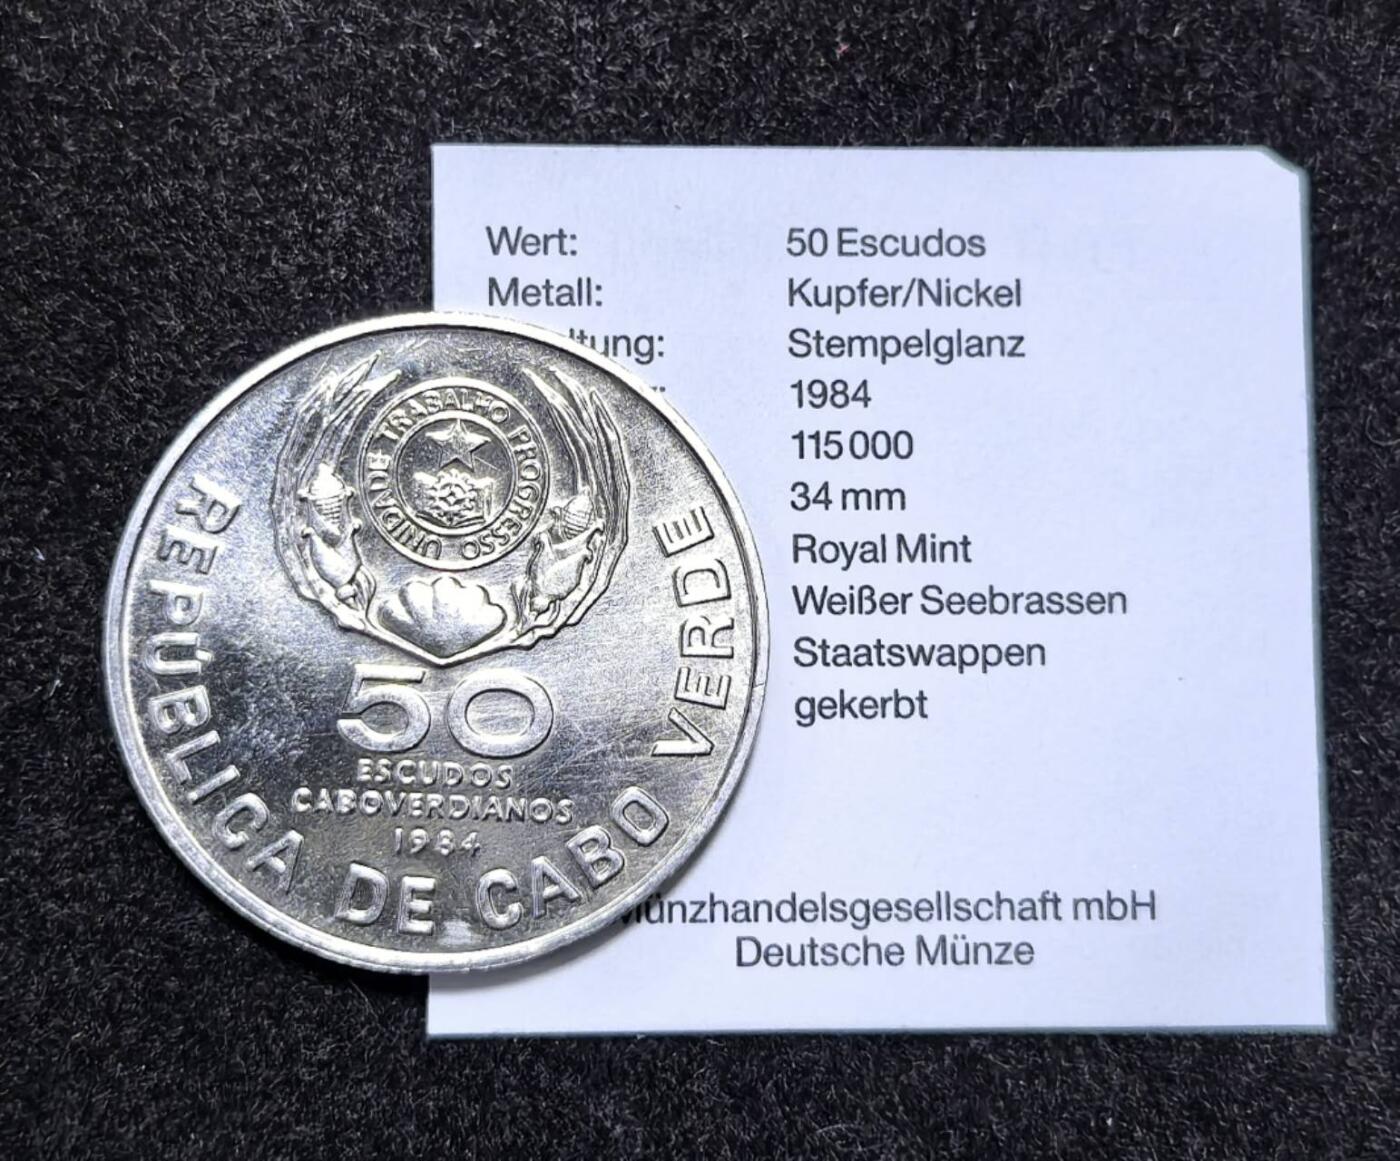 Wert: 50 Escudos
Metall: Kupfer/Nickel
ltung: Stempelglanz
1984
115 000
34 mm
Royal Mint
Weißer Seebrassen
Staatswappen
gekerbt
Münzhandelsgesellschaft mbH
Deutsche Münze
UNIDADE TRABALHO PROGRESSO
50
ESCUDOS
CABOVERDIANOS
1984
REPÚBLICA DE CABO VERDE